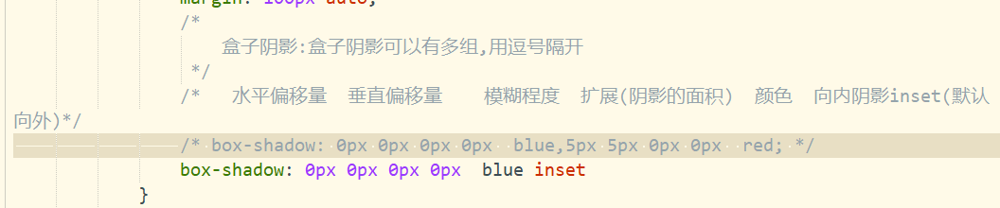 margin: 100px auto;
/*
盒子阴影:盒子阴影可以有多组,用逗号隔开
*/
/* 水平偏移量 垂直偏移量 模糊程度 扩展(阴影的面积) 颜色 向内阴影inset(默认
向外)*/
/* box-shadow: 0px 0px 0px 0px blue,5px 5px 0px 0px red; */
box-shadow: 0px 0px 0px 0px blue inset
}